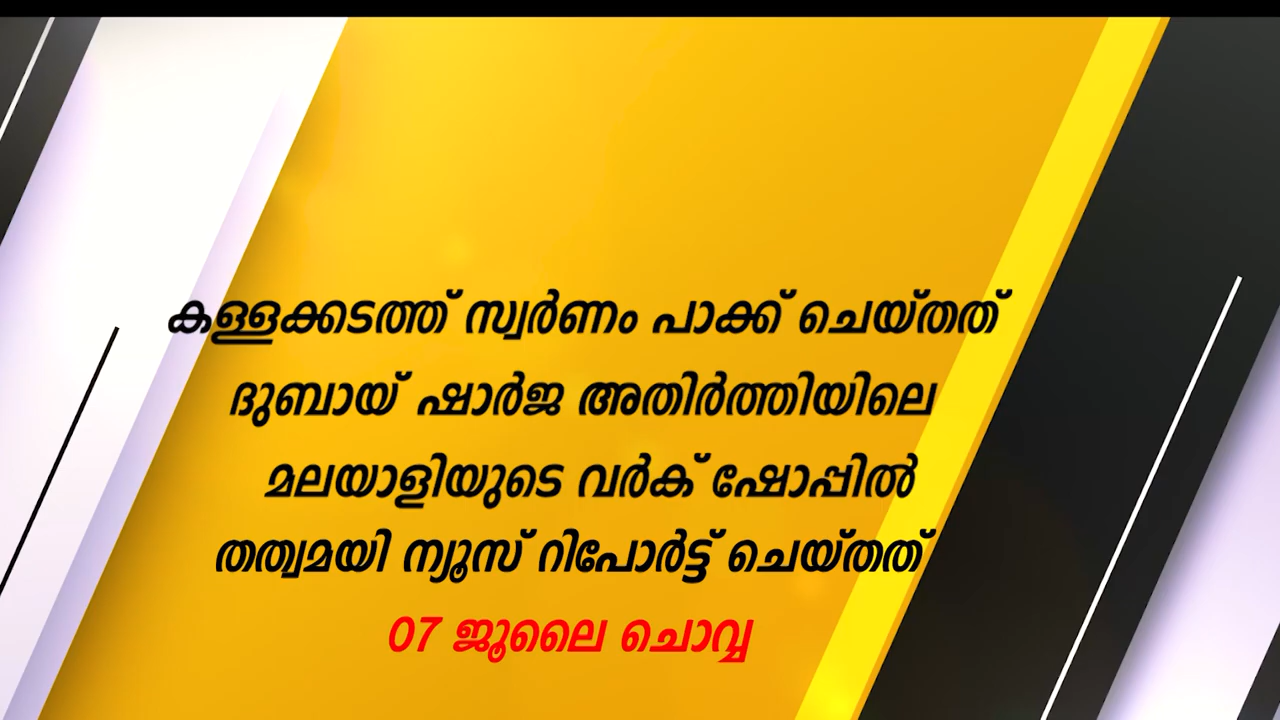 കള്ളക്കടത്ത് സ്വർണം പാക്ക് ചെയ്തത്
ദുബായ് ഷാർജ അതിർത്തിയിലെ
മലയാളിയുടെ വർക് ഷോപ്പിൽ
തത്വമയി ന്യൂസ് റിപോർട്ട് ചെയ്തത്
07 ജൂലൈ ചൊവ്വ